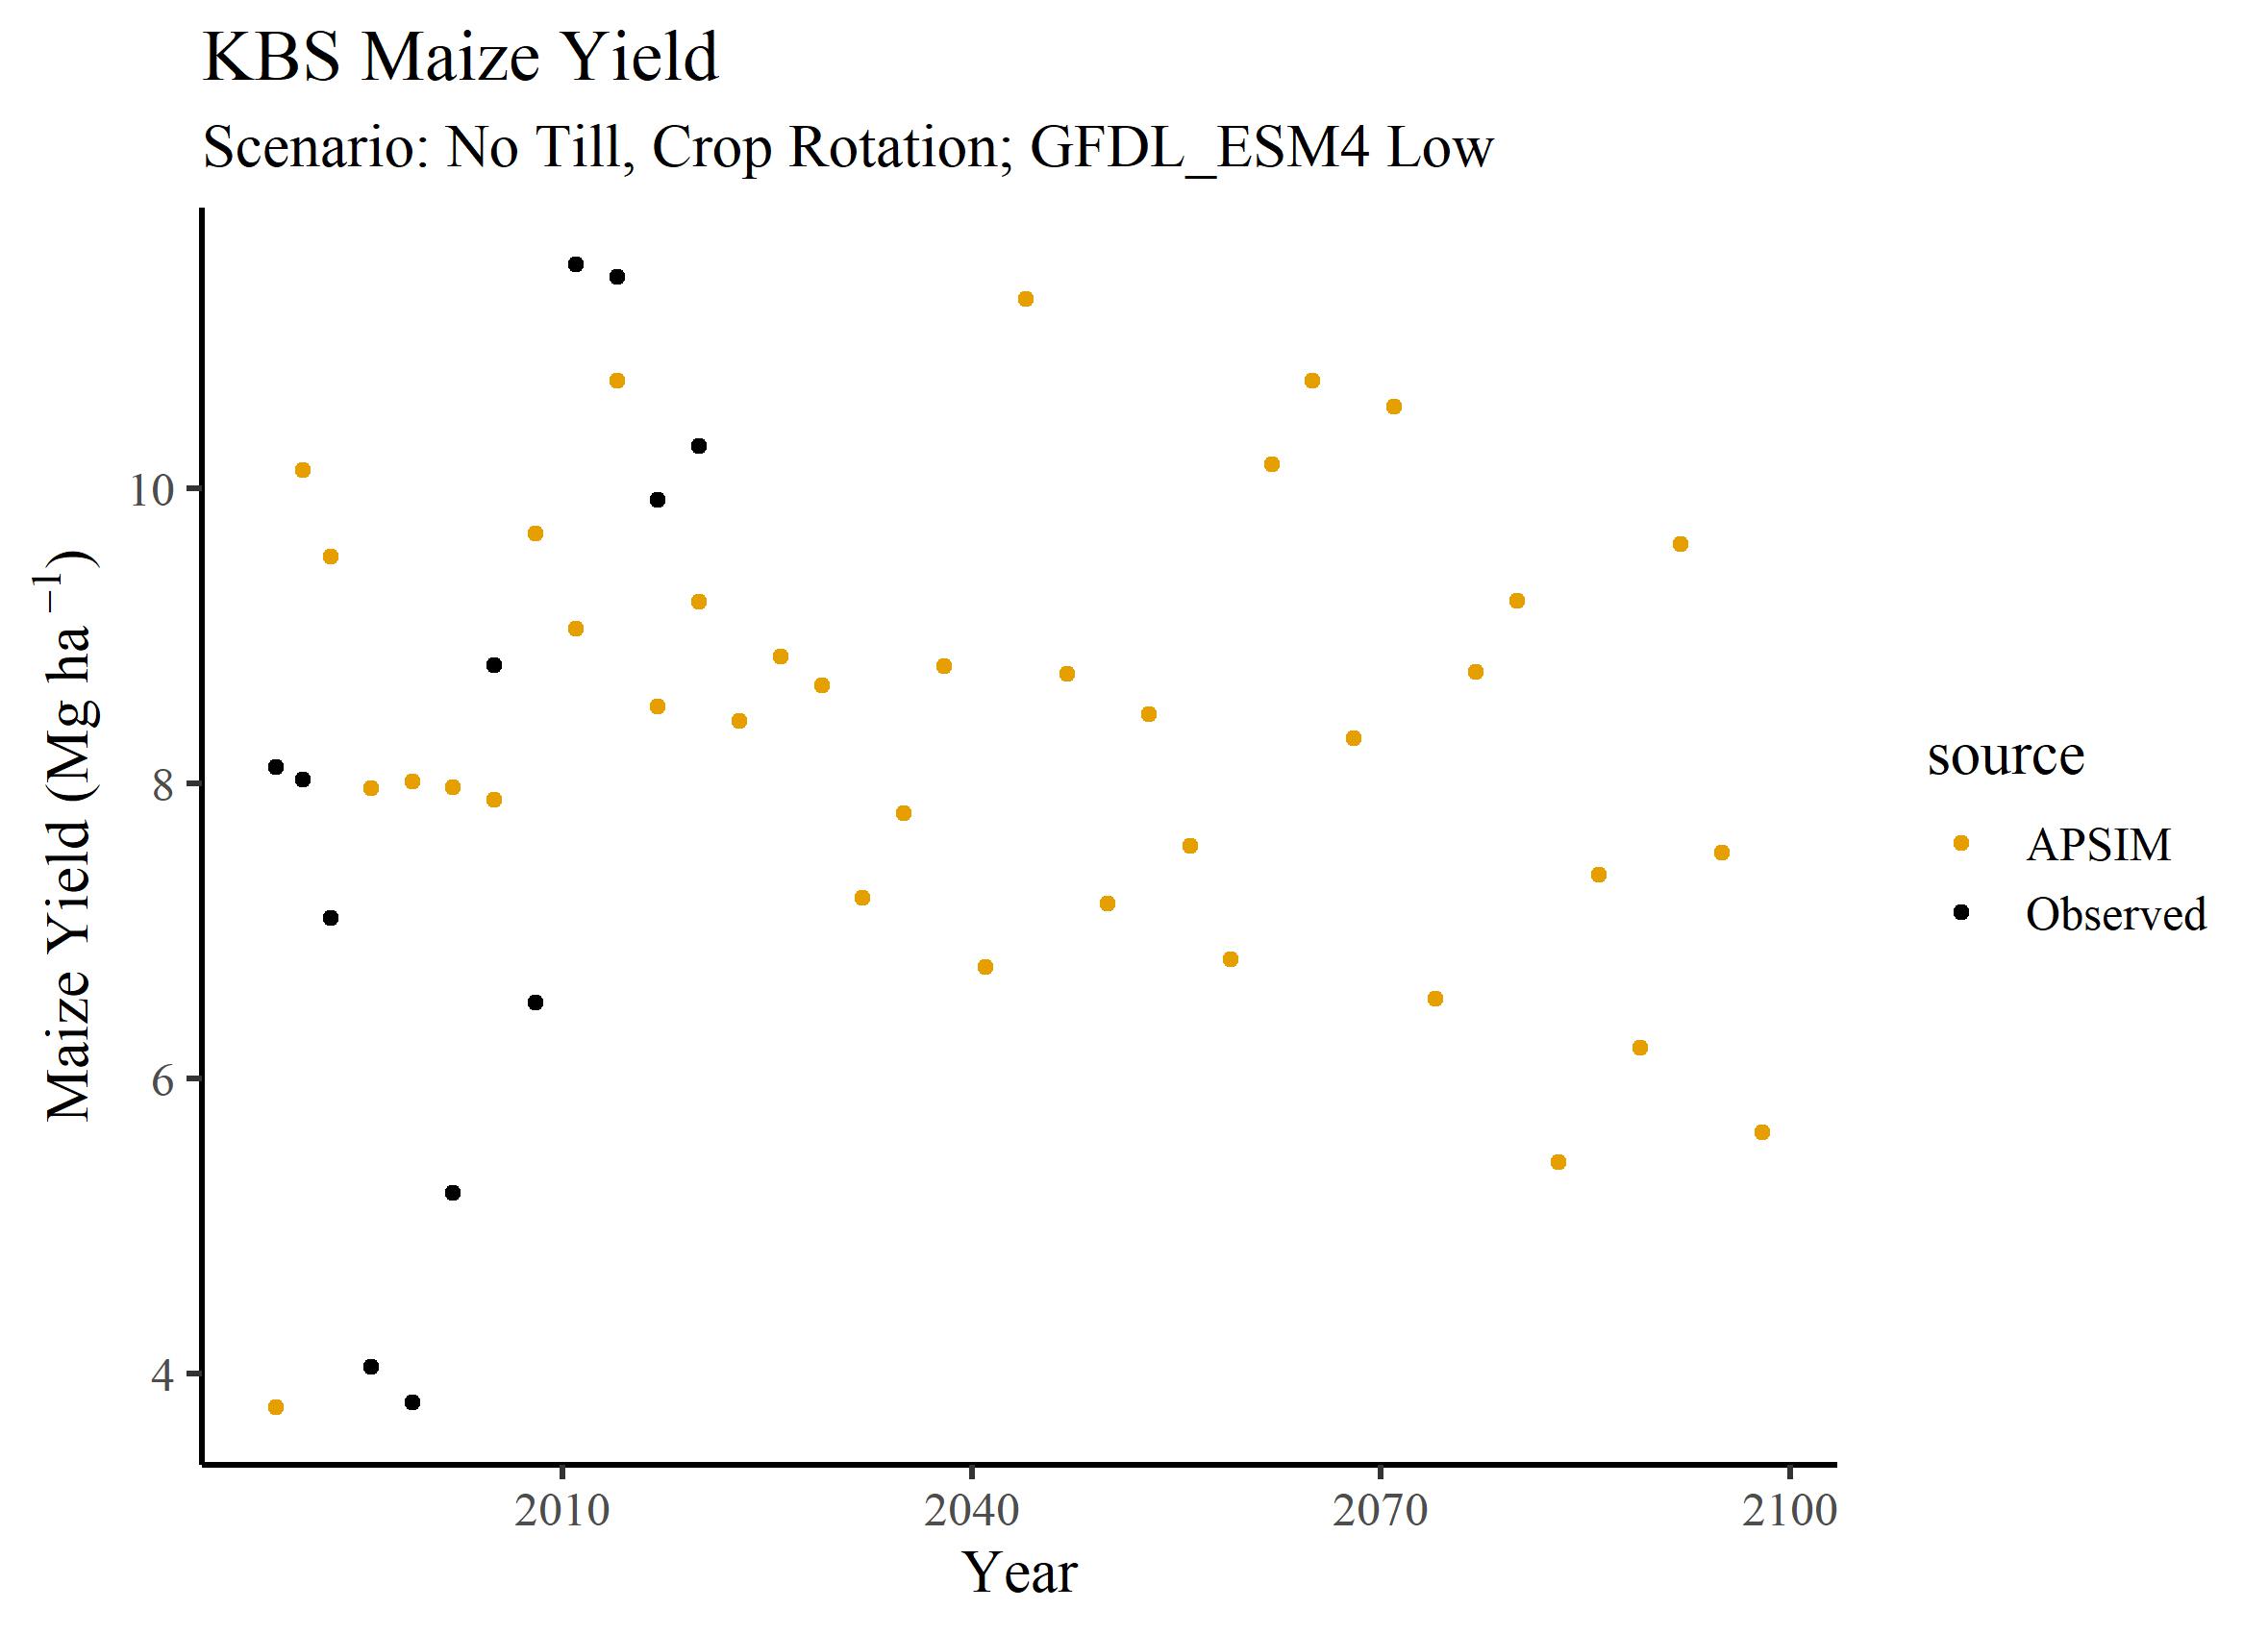 KBS Maize Yield
Scenario: No Till, Crop Rotation; GFDL_ESM4 Low
Maize Yield (Mg ha −1)
10
8
6
4
2010
2040
2070
2100
Year
source
APSIM
Observed